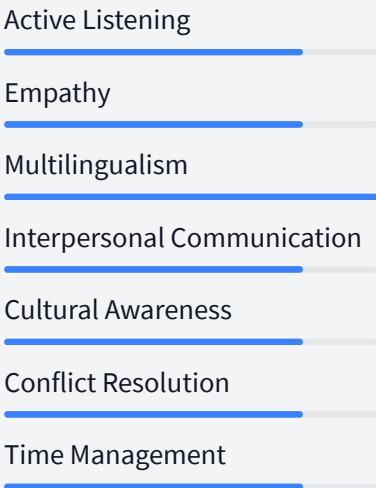 Active Listening
Empathy
Multilingualism
Interpersonal Communication
Cultural Awareness
Conflict Resolution
Time Management